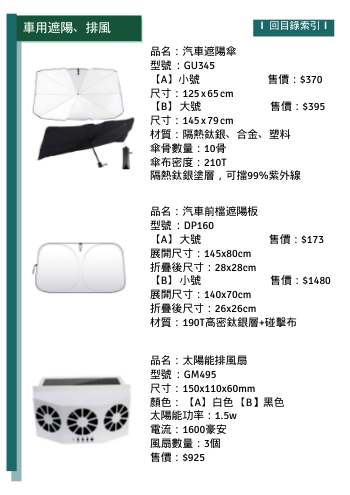 車用遮陽、排風
I 回目錄索引 I
品名：汽車遮陽傘
型號：GU345
【A】小號 售價：$370
尺寸：125x65cm
【B】大號 售價：$395
尺寸：145x79cm
材質：隔熱鈦銀、合金、塑料
傘骨數量：10骨
傘布密度：210T
隔熱鈦銀塗層，可擋99%紫外線
品名：汽車前檔遮陽板
型號：DP160
【A】大號 售價：$173
展開尺寸：145x80cm
折疊後尺寸：28x28cm
【B】小號 售價：$1480
展開尺寸：140x70cm
折疊後尺寸：26x26cm
材質：190T高密鈦銀層+碰擊布
品名：太陽能排風扇
型號：GM495
尺寸：150x110x60mm
顏色：【A】白色【B】黑色
太陽能功率：1.5w
電流：1600豪安
風扇數量：3個
售價：$925